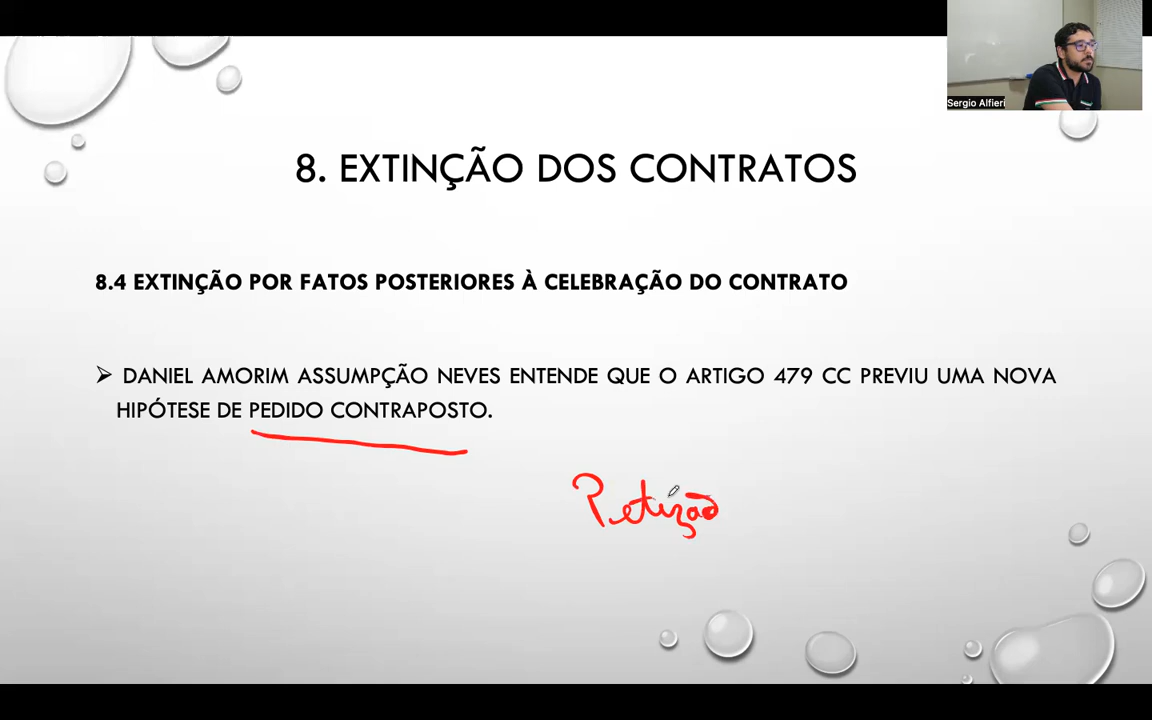 Sergio Alfieri
8. EXTINÇÃO DOS CONTRATOS
8.4 EXTINÇÃO POR FATOS POSTERIORES À CELEBRAÇÃO DO CONTRATO
➢ DANIEL AMORIM ASSUMPÇÃO NEVES ENTENDE QUE O ARTIGO 479 CC PREVIU UMA NOVA
HIPÓTESE DE PEDIDO CONTRAPOSTO.
Petição